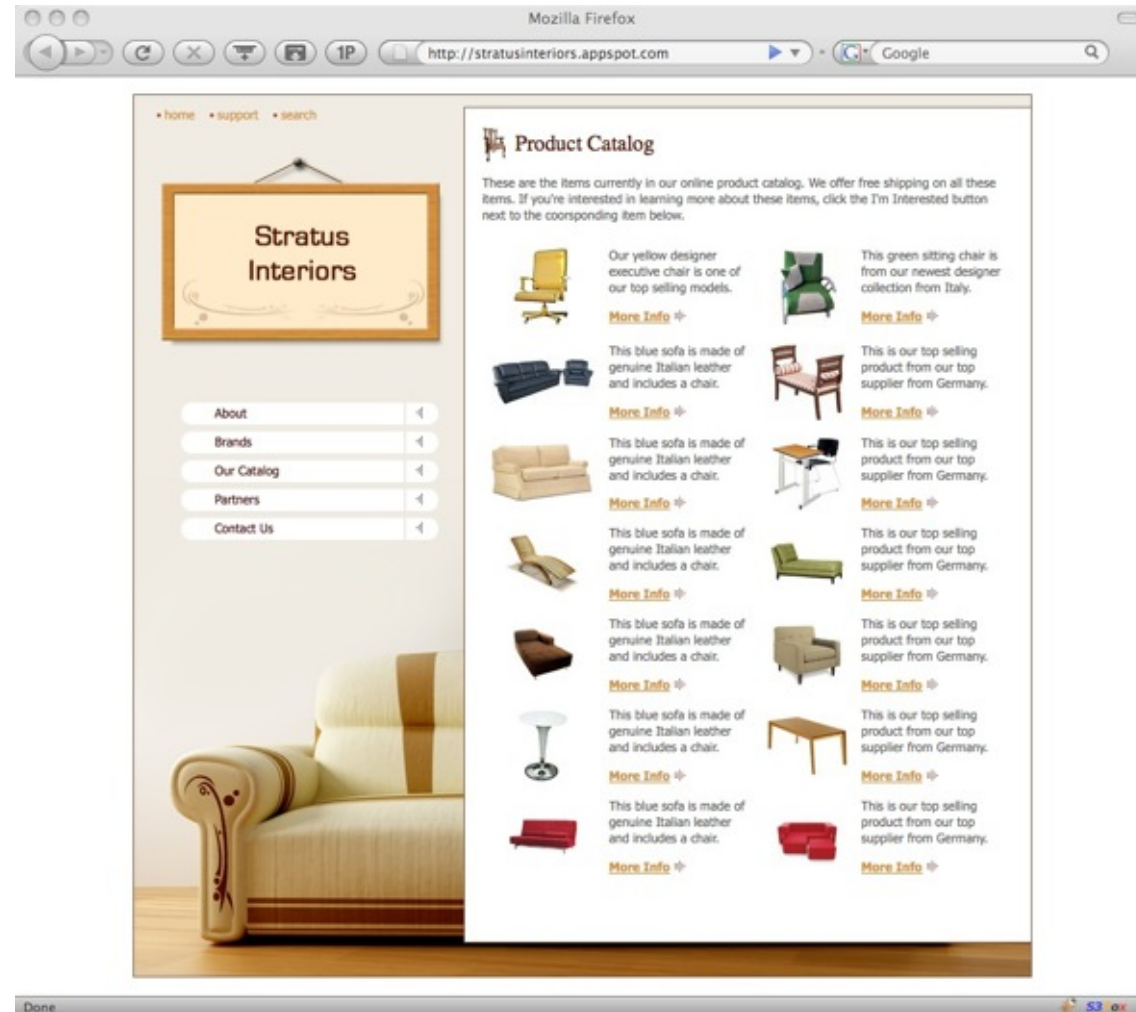 Mozilla Firefox
1P
http://stratusinteriors.appspot.com
Google
• home • support • search
Stratus
Interiors
About
Brands
Our Catalog
Partners
Contact Us
Product Catalog
These are the items currently in our online product catalog. We offer free shipping on all these
items. If you're interested in learning more about these items, click the I'm Interested button
next to the coorsponding item below.
Our yellow designer
executive chair is one of
our top selling models.
More Info
This green sitting chair is
from our newest designer
collection from Italy.
More Info
This blue sofa is made of
genuine Italian leather
and includes a chair.
More Info
This is our top selling
product from our top
supplier from Germany.
More Info
This blue sofa is made of
genuine Italian leather
and includes a chair.
More Info
This is our top selling
product from our top
supplier from Germany.
More Info
This blue sofa is made of
genuine Italian leather
and includes a chair.
More Info
This is our top selling
product from our top
supplier from Germany.
More Info
This blue sofa is made of
genuine Italian leather
and includes a chair.
More Info
This is our top selling
product from our top
supplier from Germany.
More Info
This blue sofa is made of
genuine Italian leather
and includes a chair.
More Info
This is our top selling
product from our top
supplier from Germany.
More Info
This blue sofa is made of
genuine Italian leather
and includes a chair.
More Info
This is our top selling
product from our top
supplier from Germany.
More Info
Done
S3Fox